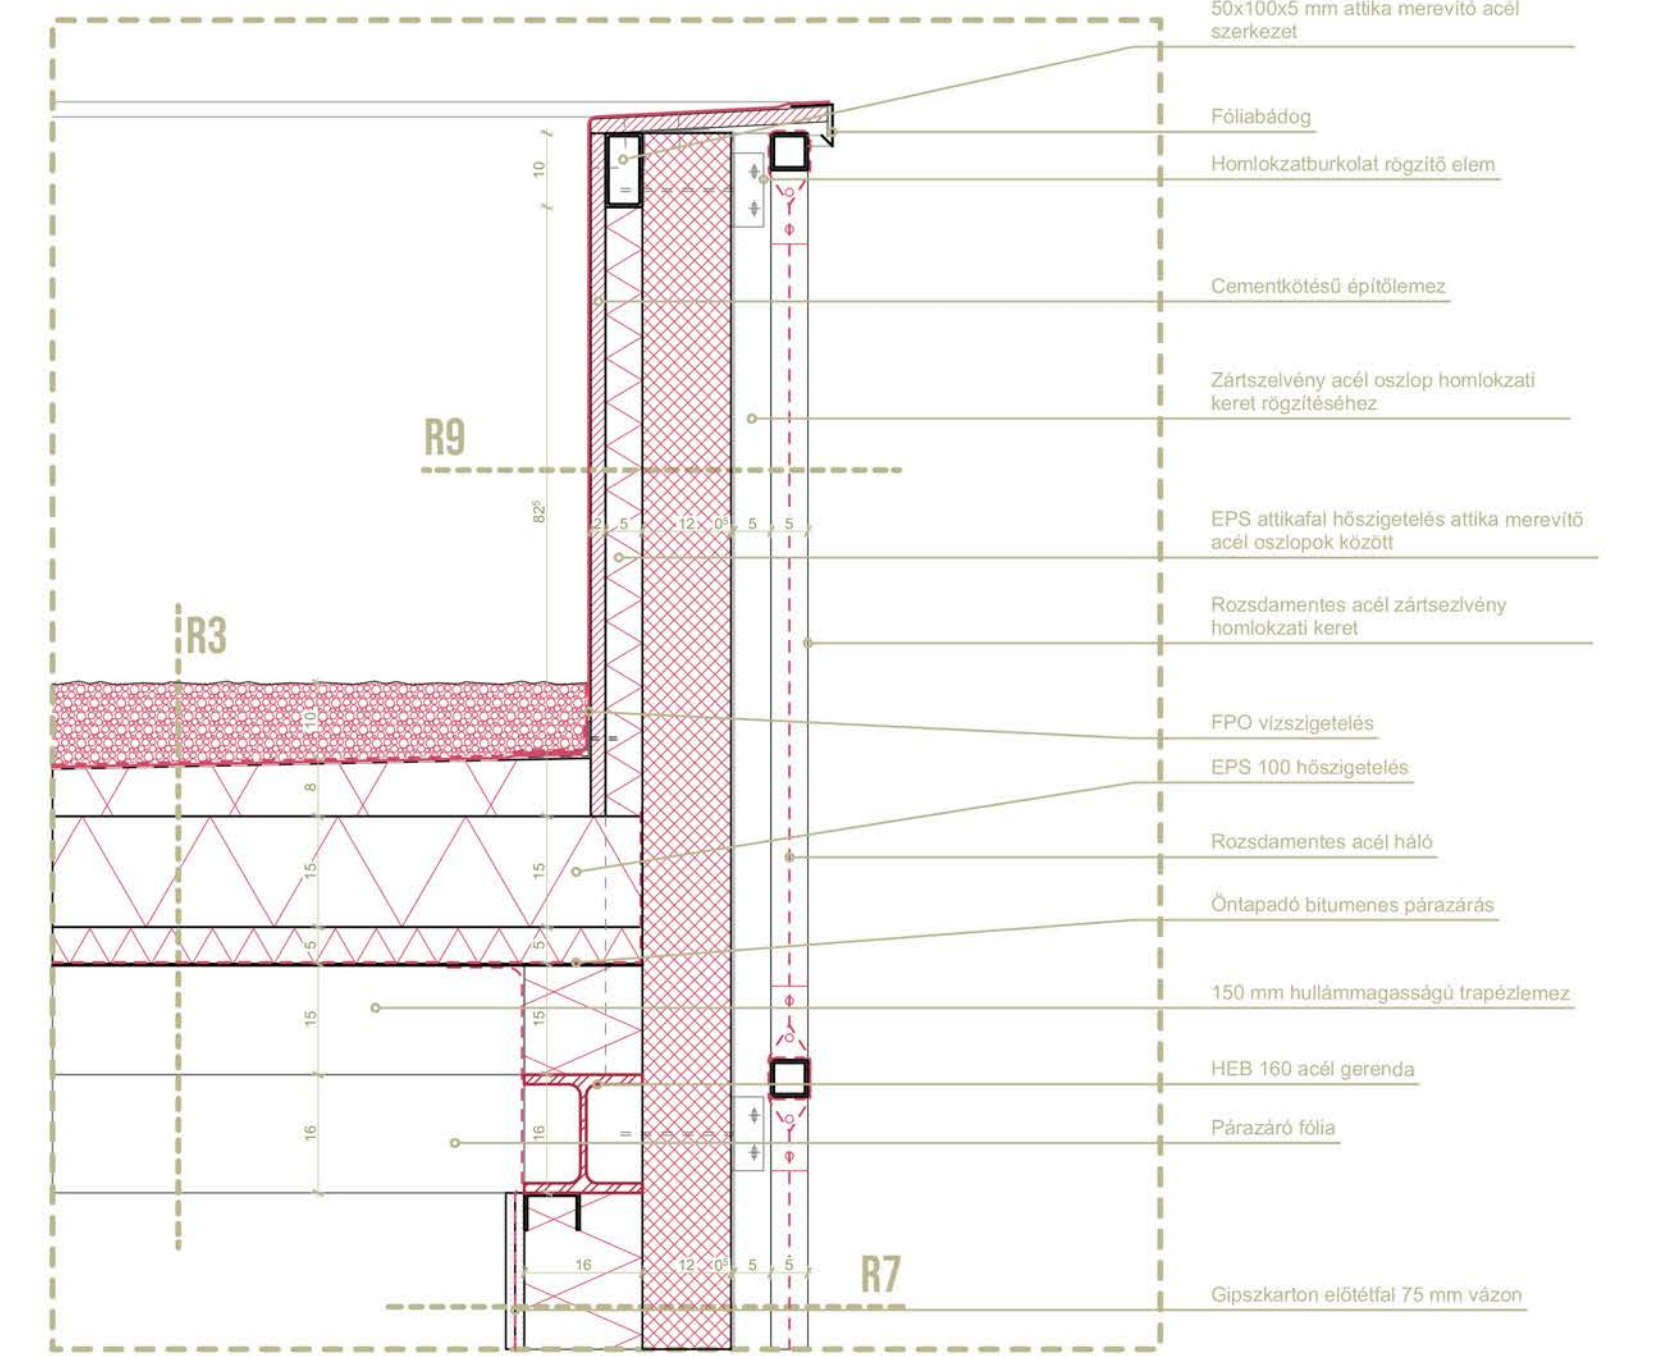 50x100x5 mm attika merevítő acél
szerkezet
Fóliabádog
Homlokzatburkolat rögzítő elem
10
Cementkötésű építőlemez
Zártszelvény acél oszlop homlokzati
keret rögzítéséhez
R9
82⁵
2 5 12 0⁵ 5 5
EPS attikafal hőszigetelés attika merevítő
acél oszlopok között
Rozsdamentes acél zártsezlvény
homlokzati keret
R3
10
FPO vízszigetelés
EPS 100 hőszigetelés
8
Rozsdamentes acél háló
15 15
Öntapadó bitumenes párazárás
5 5
150 mm hullámmagasságú trapézlemez
15 15
HEB 160 acél gerenda
16 16
Párazáró fólia
16 12 0⁵ 5 5
R7
Gipszkarton előtétfal 75 mm vázon